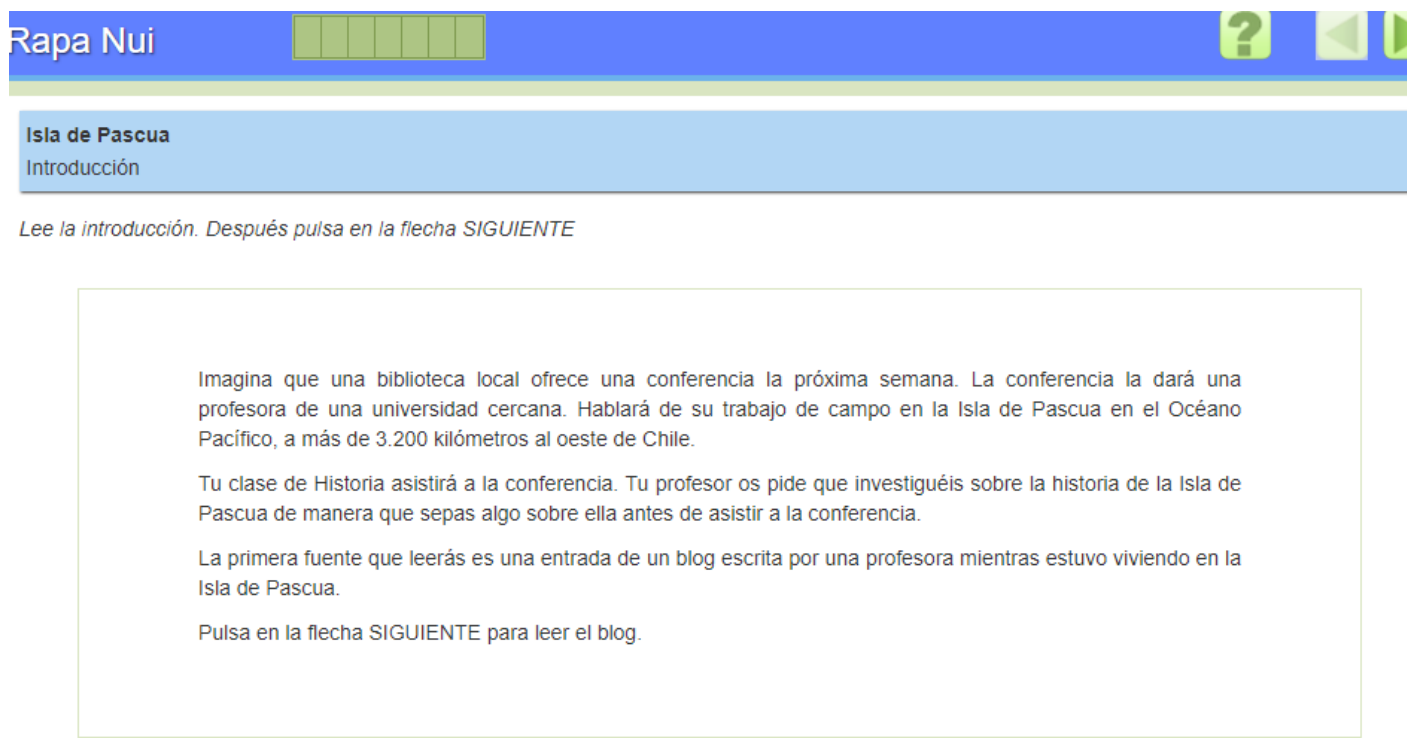 Rapa Nui
?
Isla de Pascua
Introducción
Lee la introducción. Después pulsa en la flecha SIGUIENTE
Imagina que una biblioteca local ofrece una conferencia la próxima semana. La conferencia la dará una
profesora de una universidad cercana. Hablará de su trabajo de campo en la Isla de Pascua en el Océano
Pacífico, a más de 3.200 kilómetros al oeste de Chile.
Tu clase de Historia asistirá a la conferencia. Tu profesor os pide que investiguéis sobre la historia de la Isla de
Pascua de manera que sepas algo sobre ella antes de asistir a la conferencia.
La primera fuente que leerás es una entrada de un blog escrita por una profesora mientras estuvo viviendo en la
Isla de Pascua.
Pulsa en la flecha SIGUIENTE para leer el blog.